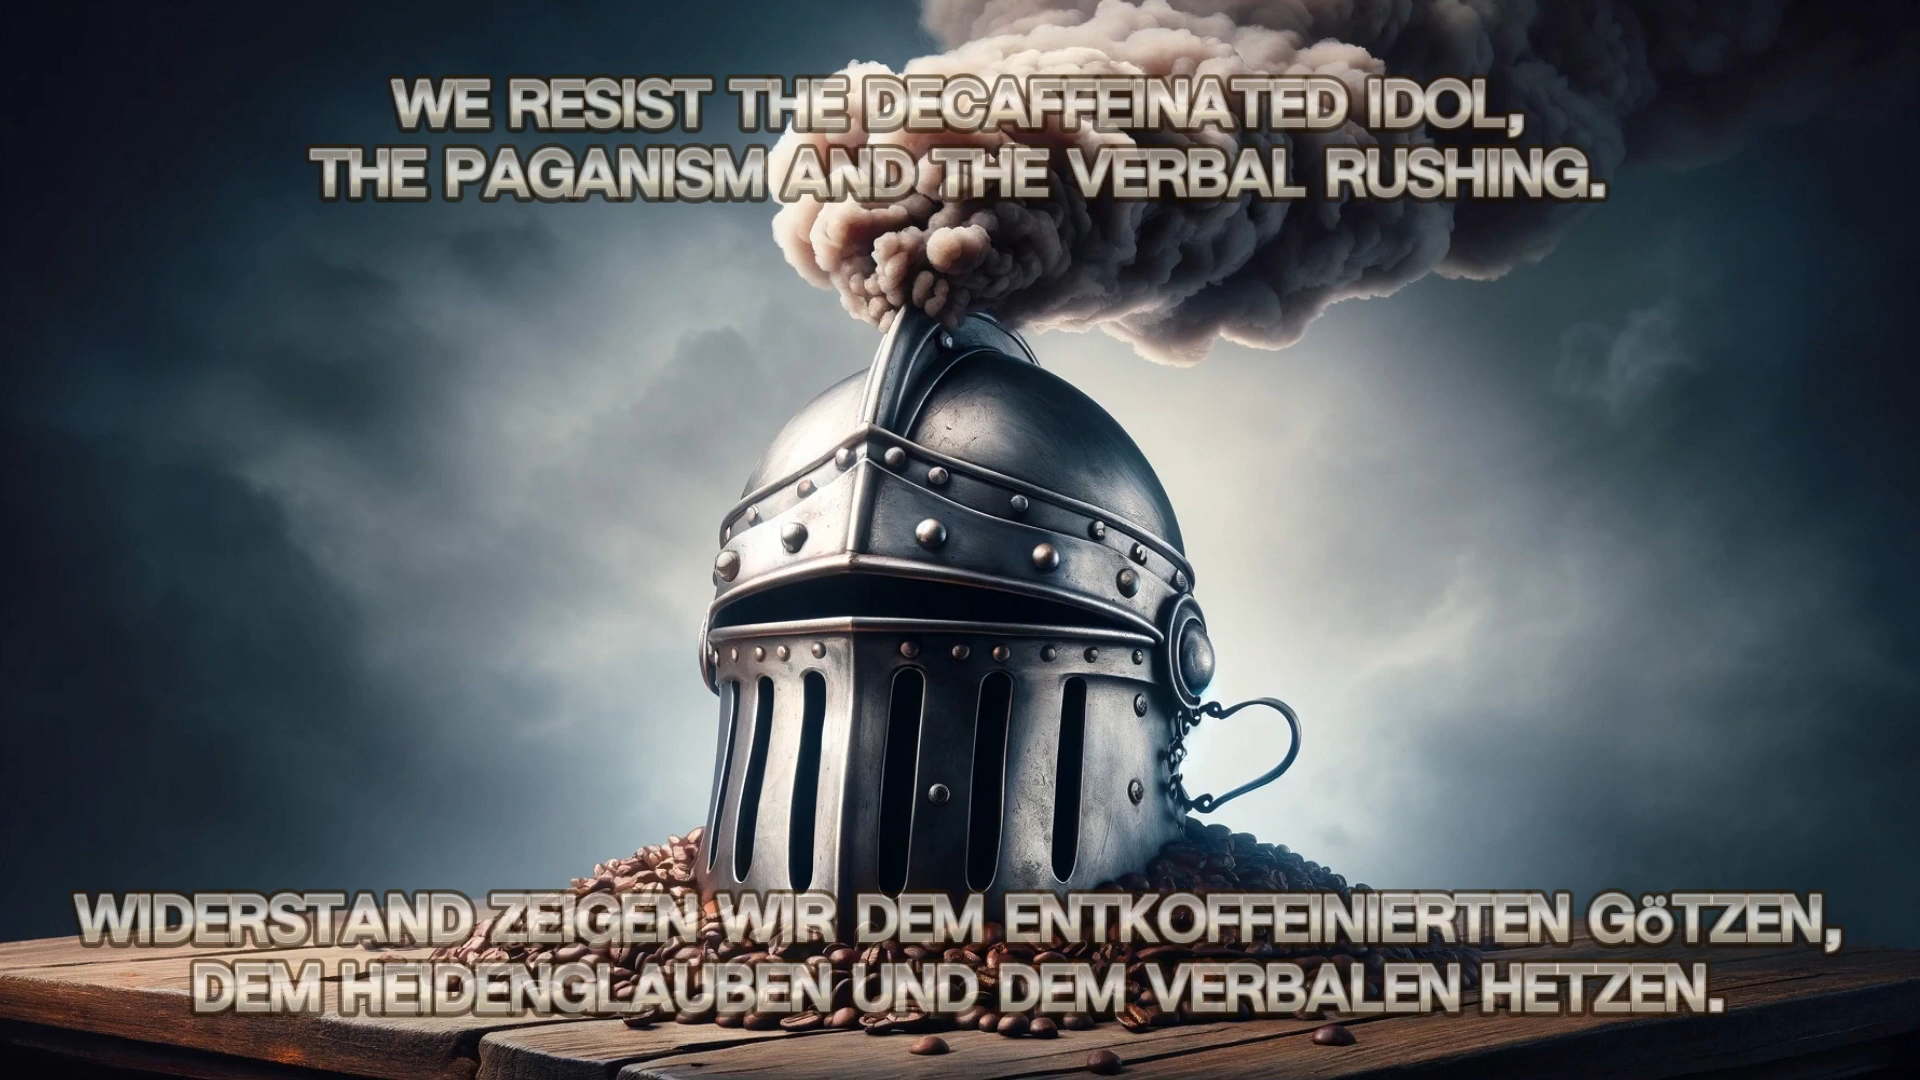 WE RESIST THE DECAFFEINATED IDOL,
THE PAGANISM AND THE VERBAL RUSHING.
WIDERSTAND ZEIGEN WIR DEM ENTKOFFEINIERTEN GöTZEN,
DEM HEIDENGLAUBEN UND DEM VERBALEN HETZEN.